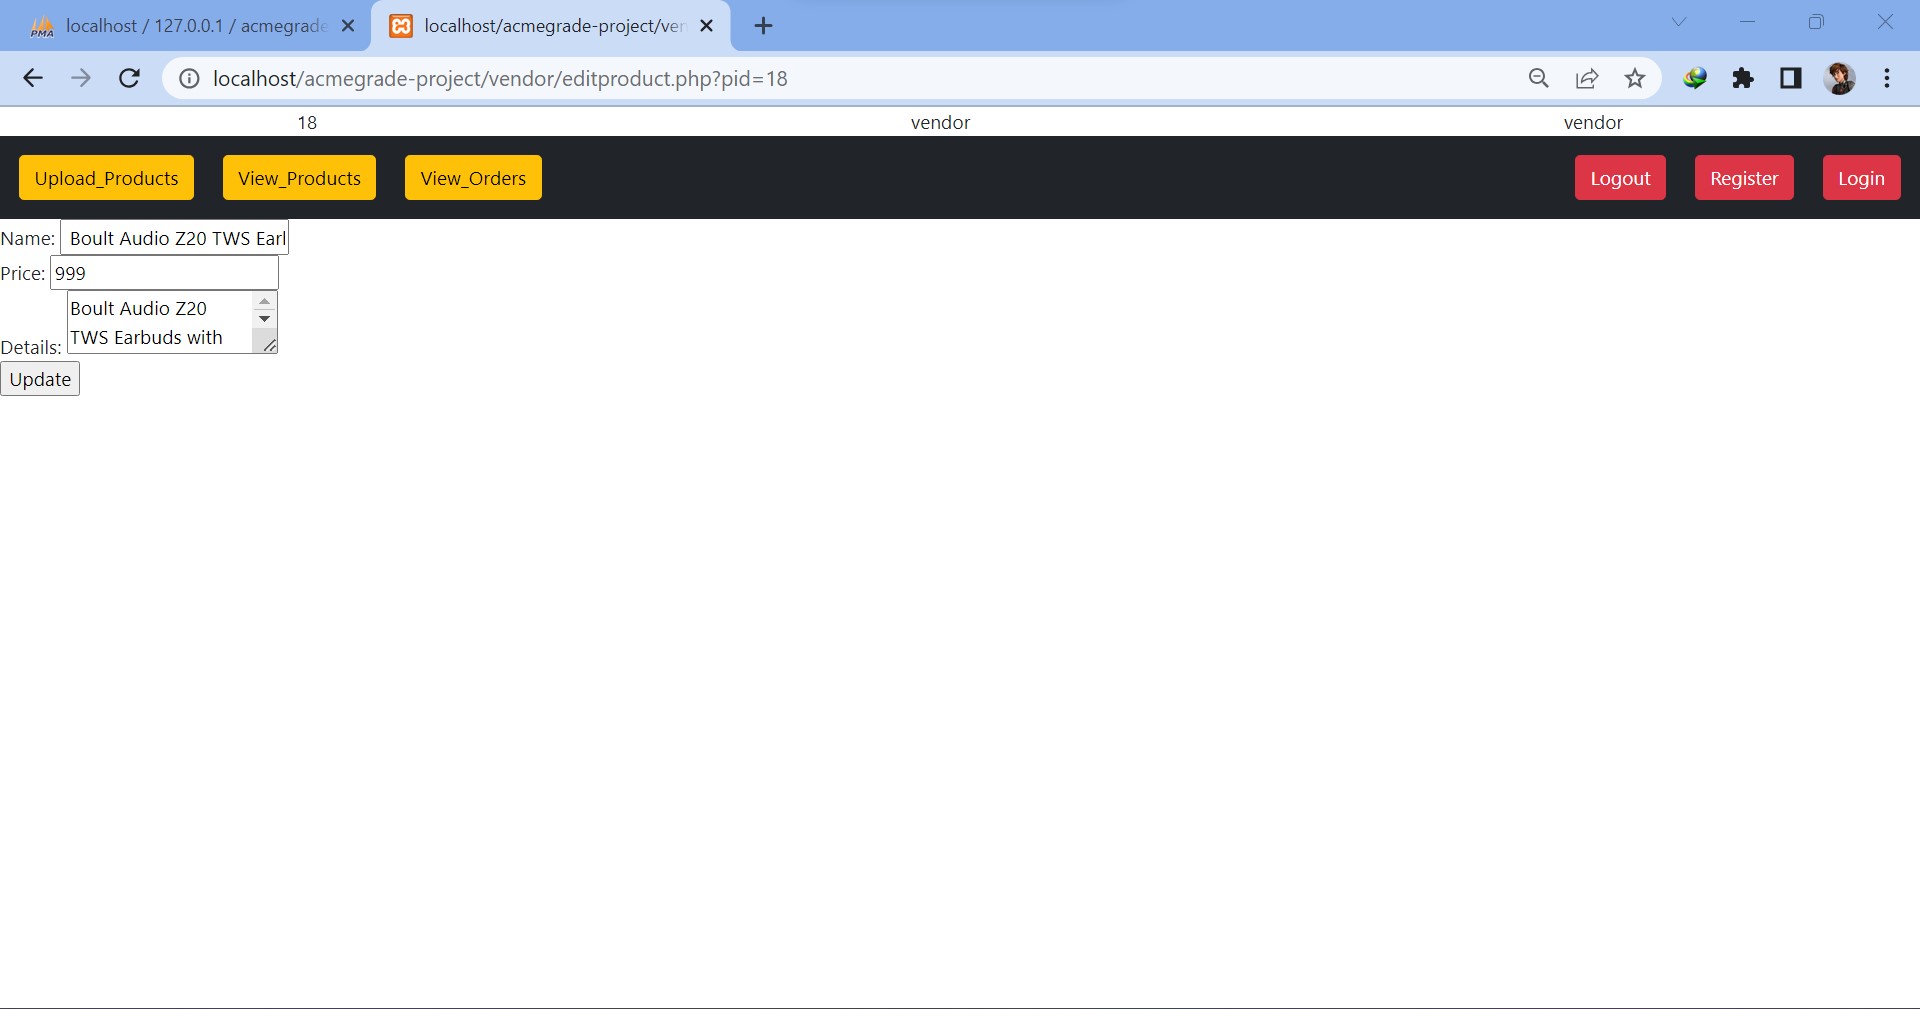 localhost / 127.0.0.1 / acmegrade
localhost/acmegrade-project/ven
localhost/acmegrade-project/vendor/editproduct.php?pid=18
18 vendor vendor
Upload_Products View_Products View_Orders Logout Register Login
Name: Boult Audio Z20 TWS Earl
Price: 999
Boult Audio Z20
TWS Earbuds with
Details:
Update